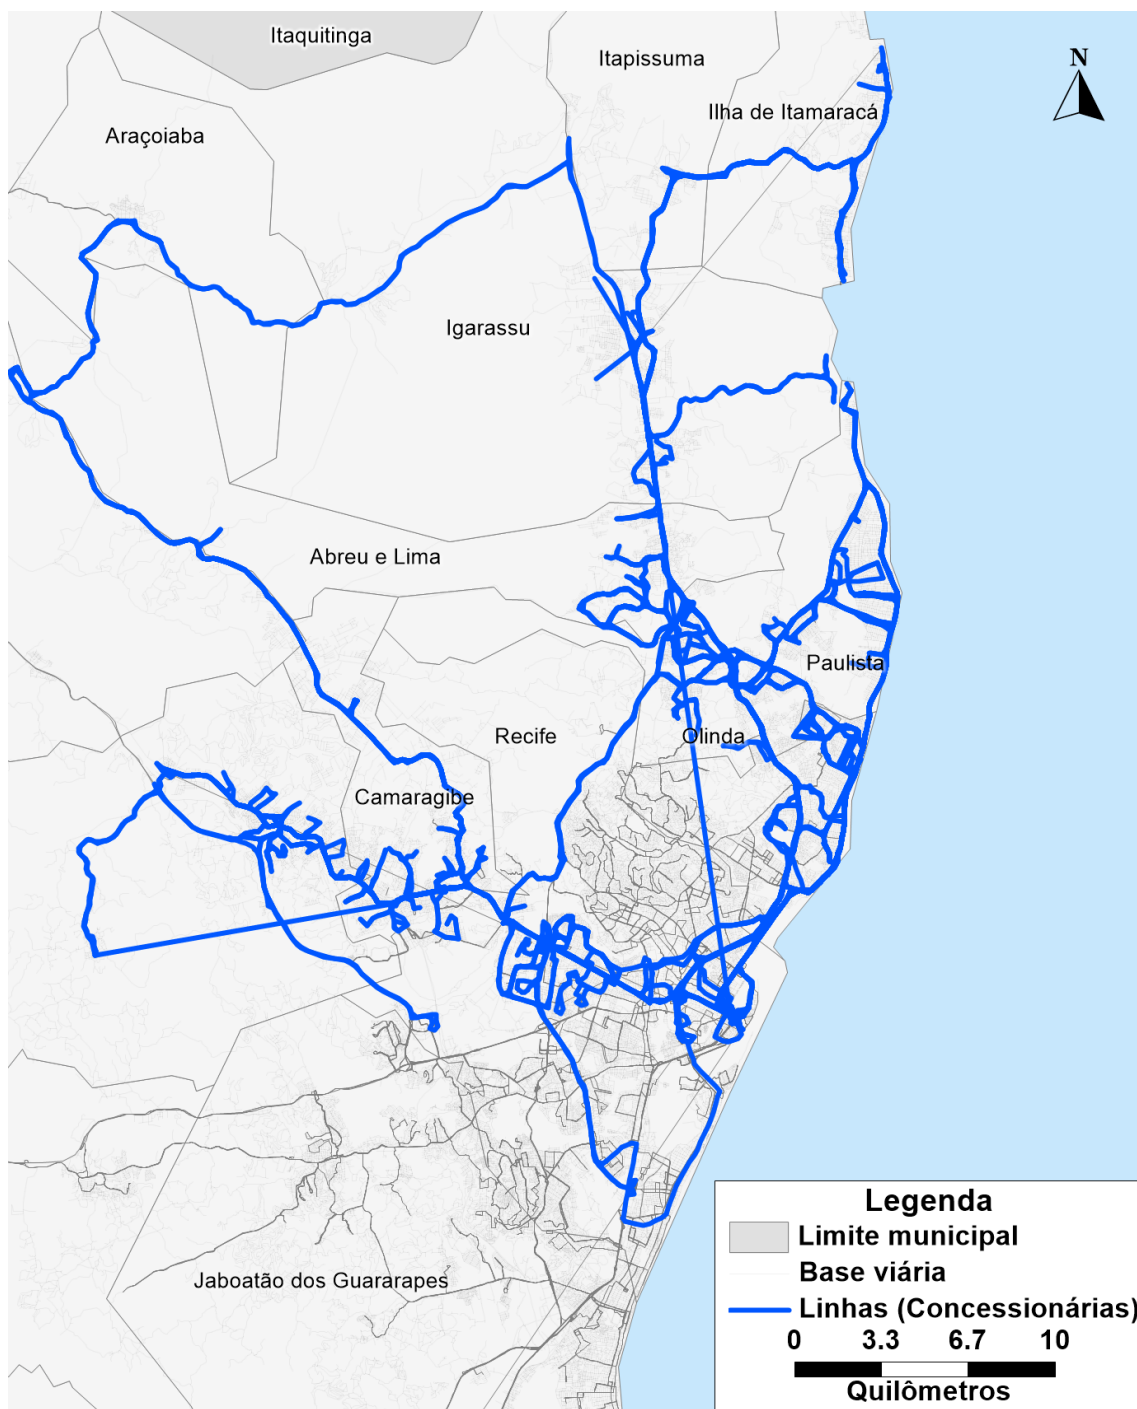 Itaquitinga
Itapissuma
N
Ilha de Itamaracá
Araçoiaba
Igarassu
Abreu e Lima
Paulista
Recife
Olinda
Camaragibe
Jaboatão dos Guararapes
Legenda
Limite municipal
Base viária
Linhas (Concessionárias)
0 3.3 6.7 10
Quilômetros